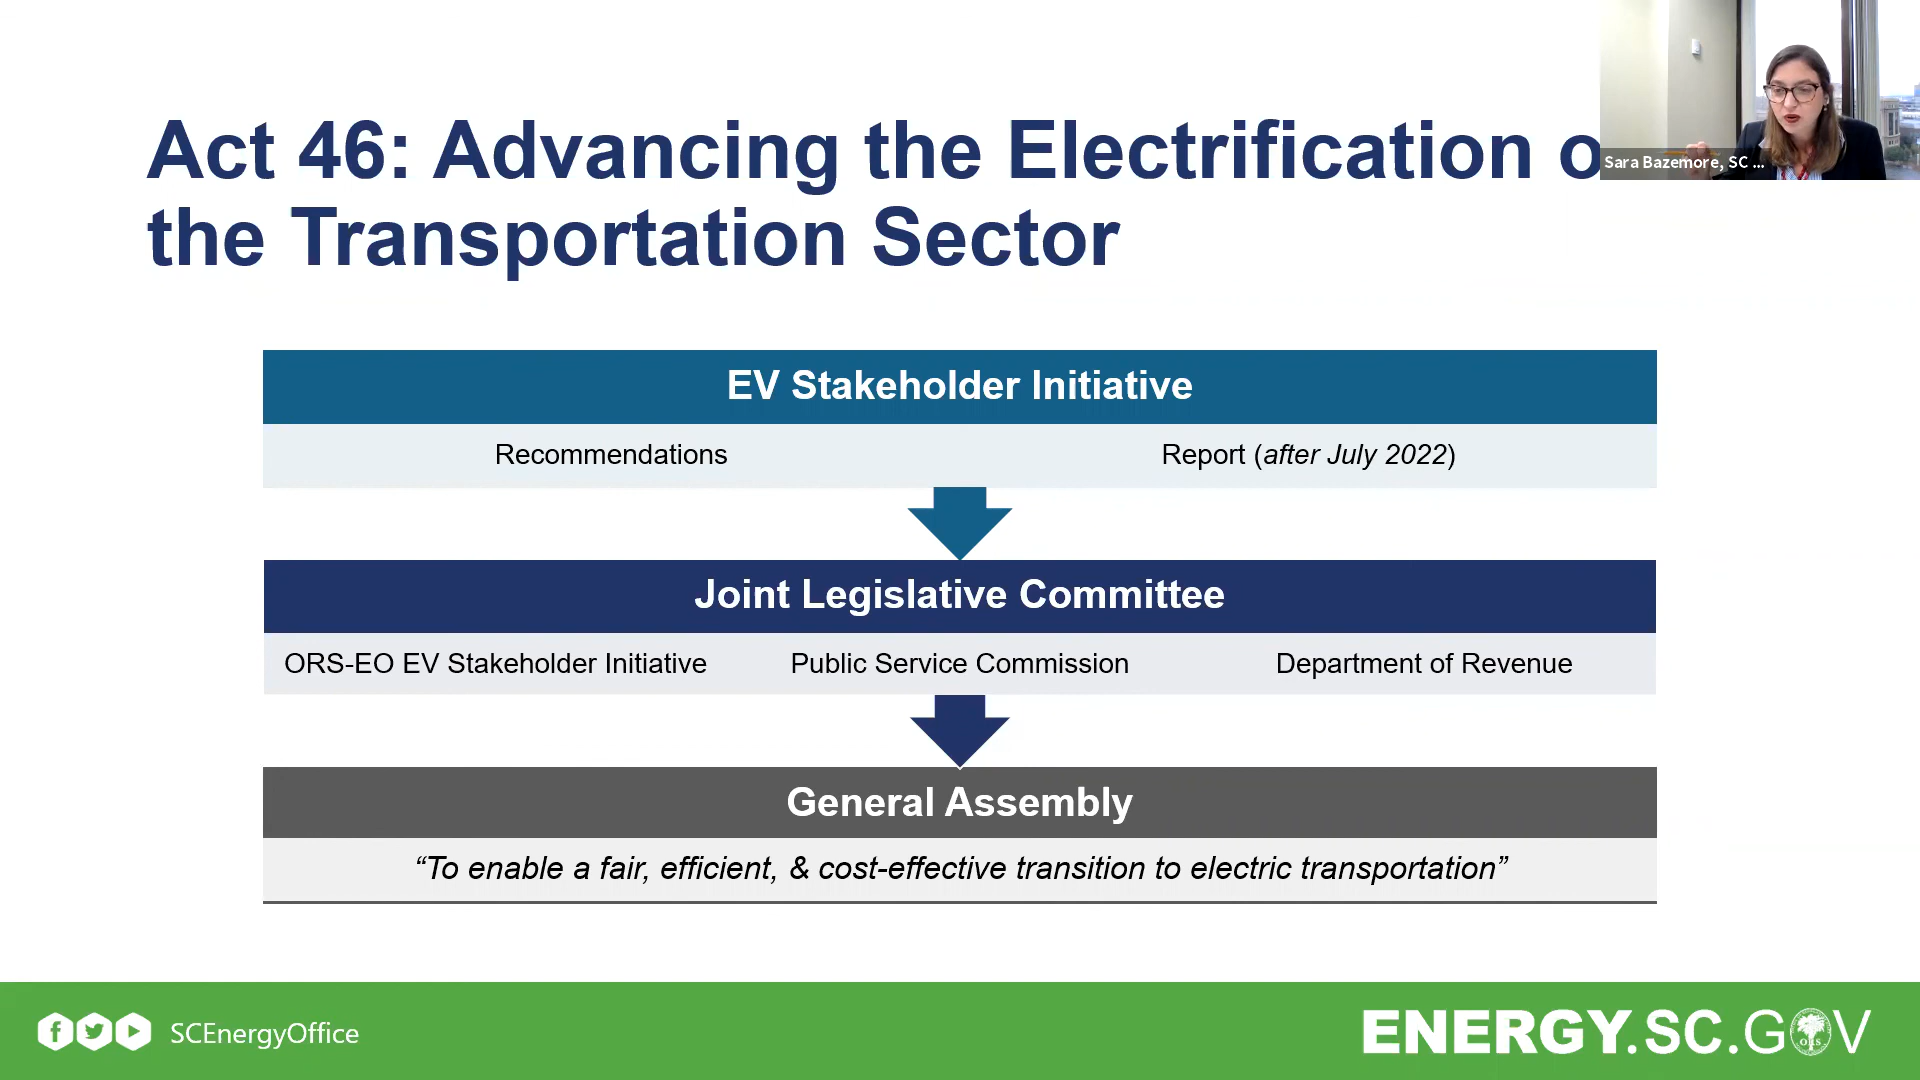 Act 46: Advancing the Electrification o
the Transportation Sector
Sara Bazemore, SC ...
EV Stakeholder Initiative
Recommendations Report (after July 2022)
Joint Legislative Committee
ORS-EO EV Stakeholder Initiative Public Service Commission Department of Revenue
General Assembly
“To enable a fair, efficient, & cost-effective transition to electric transportation”
SCEnergyOffice
ENERGY.SC.GOV
ORS